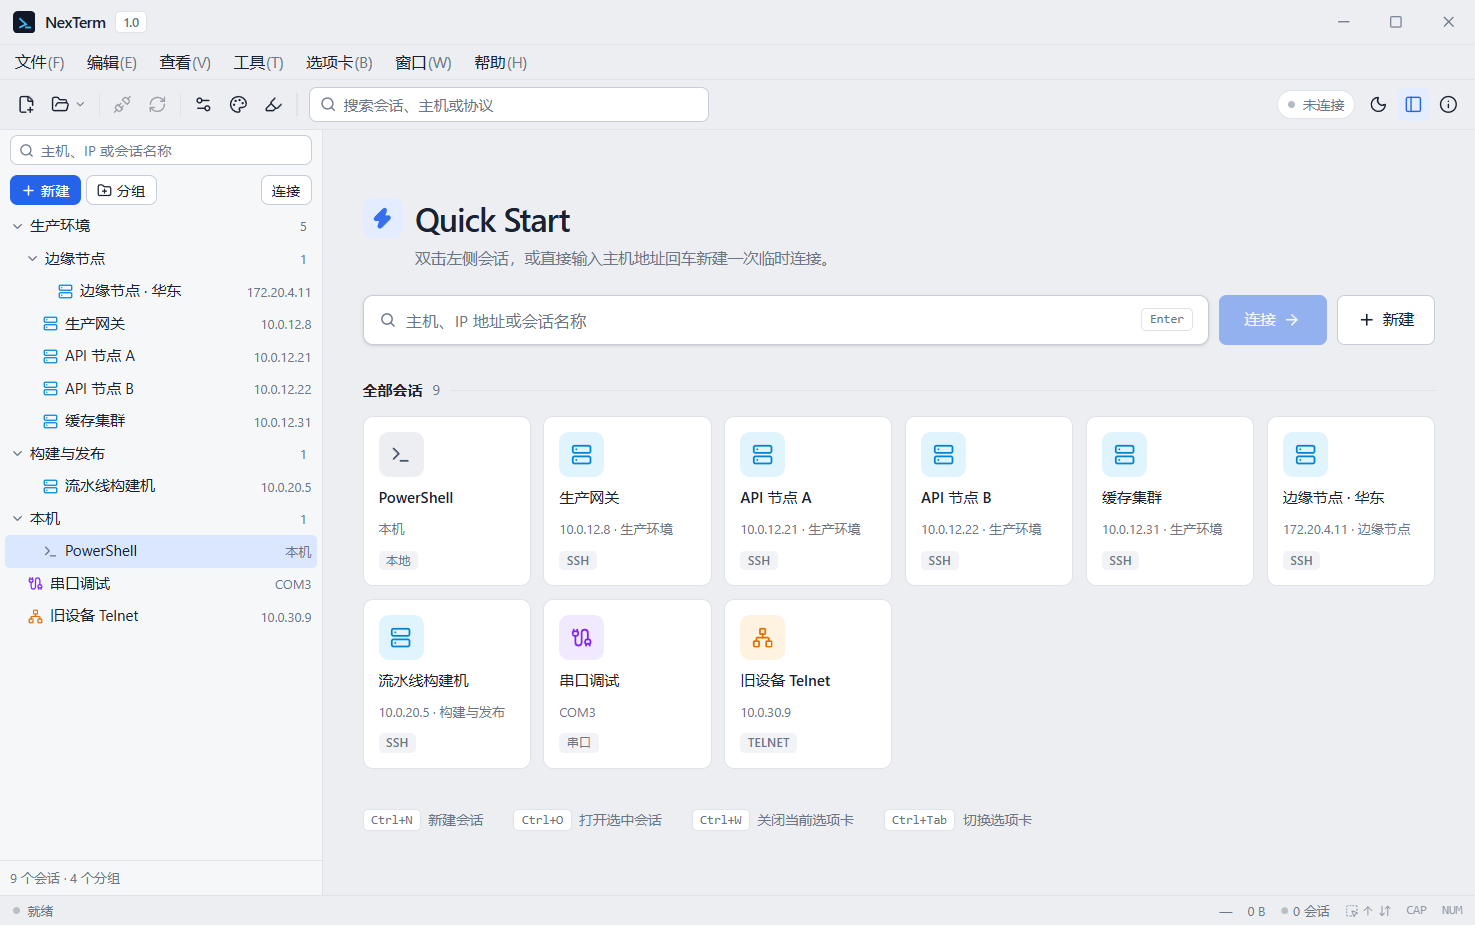 NexTerm 1.0
文件(F) 编辑(E) 查看(V) 工具(T) 选项卡(B) 窗口(W) 帮助(H)
搜索会话、主机或协议
未连接
主机、IP 或会话名称
新建 分组 连接
生产环境 5
边缘节点 1
边缘节点 · 华东 172.20.4.11
生产网关 10.0.12.8
API 节点 A 10.0.12.21
API 节点 B 10.0.12.22
缓存集群 10.0.12.31
构建与发布 1
流水线构建机 10.0.20.5
本机 1
PowerShell 本机
串口调试 COM3
旧设备 Telnet 10.0.30.9
9 个会话 · 4 个分组
Quick Start
双击左侧会话，或直接输入主机地址回车新建一次临时连接。
主机、IP 地址或会话名称 Enter 连接 新建
全部会话 9
PowerShell
本机
本地
生产网关
10.0.12.8 · 生产环境
SSH
API 节点 A
10.0.12.21 · 生产环境
SSH
API 节点 B
10.0.12.22 · 生产环境
SSH
缓存集群
10.0.12.31 · 生产环境
SSH
边缘节点 · 华东
172.20.4.11 · 边缘节点
SSH
流水线构建机
10.0.20.5 · 构建与发布
SSH
串口调试
COM3
串口
旧设备 Telnet
10.0.30.9
TELNET
Ctrl+N 新建会话 Ctrl+O 打开选中会话 Ctrl+W 关闭当前选项卡 Ctrl+Tab 切换选项卡
就绪 — 0 B 0 会话 CAP NUM